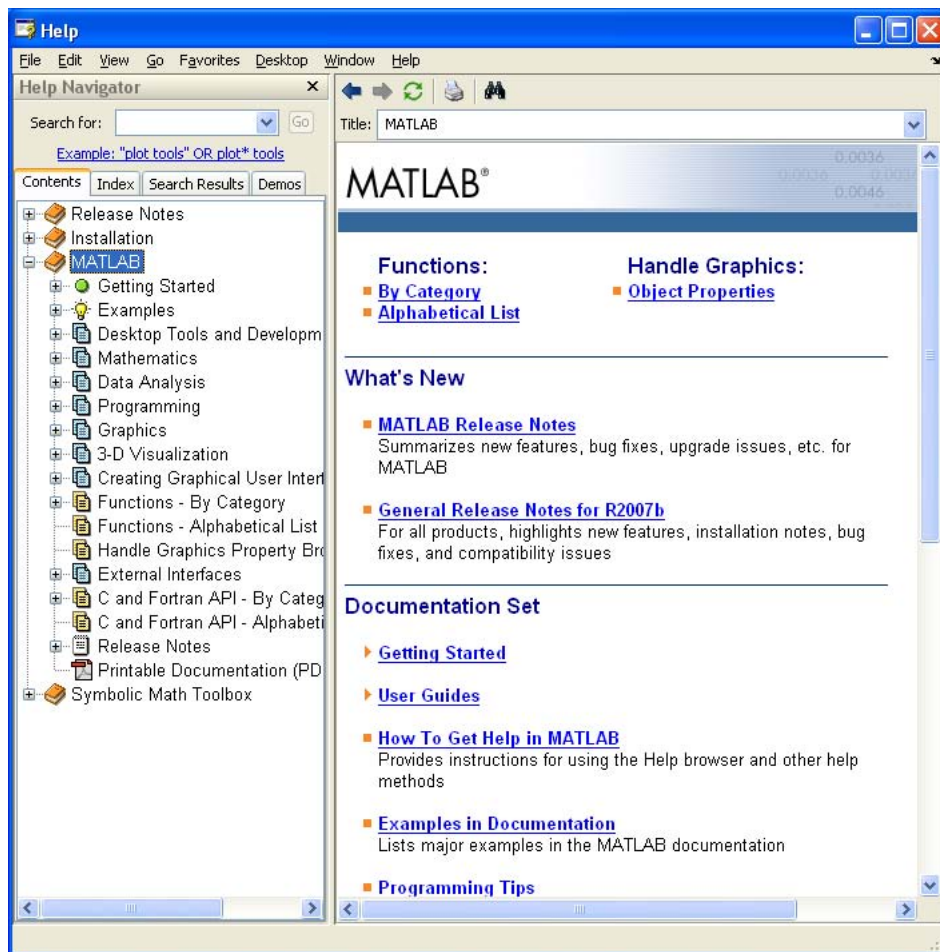 Help
File Edit View Go Favorites Desktop Window Help
Help Navigator
Search for: Go
Example: "plot tools" OR plot* tools
Contents Index Search Results Demos
Release Notes
Installation
MATLAB
Getting Started
Examples
Desktop Tools and Developm
Mathematics
Data Analysis
Programming
Graphics
3-D Visualization
Creating Graphical User Interf
Functions - By Category
Functions - Alphabetical List
Handle Graphics Property Bro
External Interfaces
C and Fortran API - By Categ
C and Fortran API - Alphabeti
Release Notes
Printable Documentation (PD
Symbolic Math Toolbox
Title: MATLAB
MATLAB®
0.0036
0.0026 0.003
0.0046
Functions:
By Category
Alphabetical List
Handle Graphics:
Object Properties
What's New
MATLAB Release Notes
Summarizes new features, bug fixes, upgrade issues, etc. for
MATLAB
General Release Notes for R2007b
For all products, highlights new features, installation notes, bug
fixes, and compatibility issues
Documentation Set
Getting Started
User Guides
How To Get Help in MATLAB
Provides instructions for using the Help browser and other help
methods
Examples in Documentation
Lists major examples in the MATLAB documentation
Programming Tips